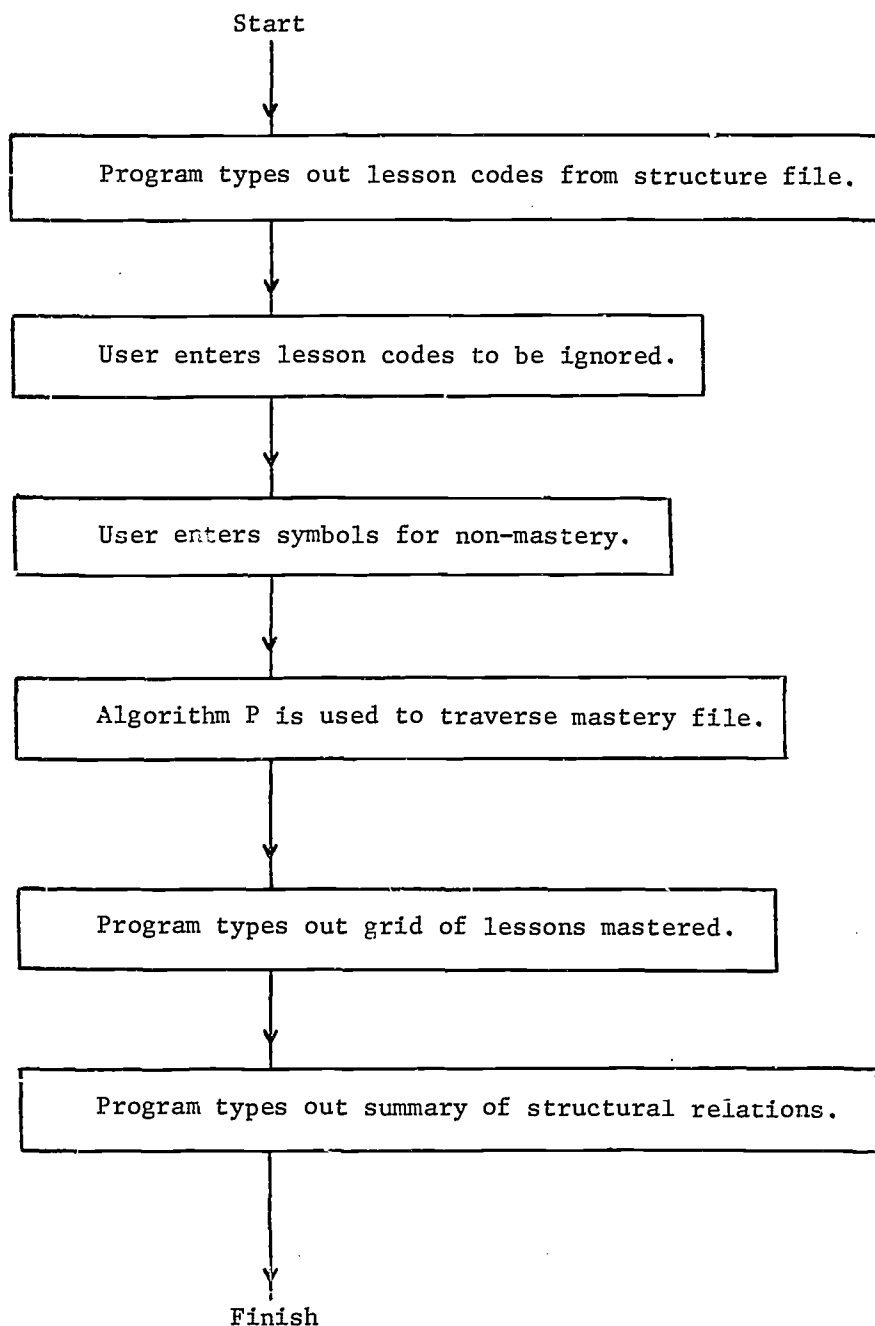 Start
Program types out lesson codes from structure file.
User enters lesson codes to be ignored.
User enters symbols for non-mastery.
Algorithm P is used to traverse mastery file.
Program types out grid of lessons mastered.
Program types out summary of structural relations.
Finish